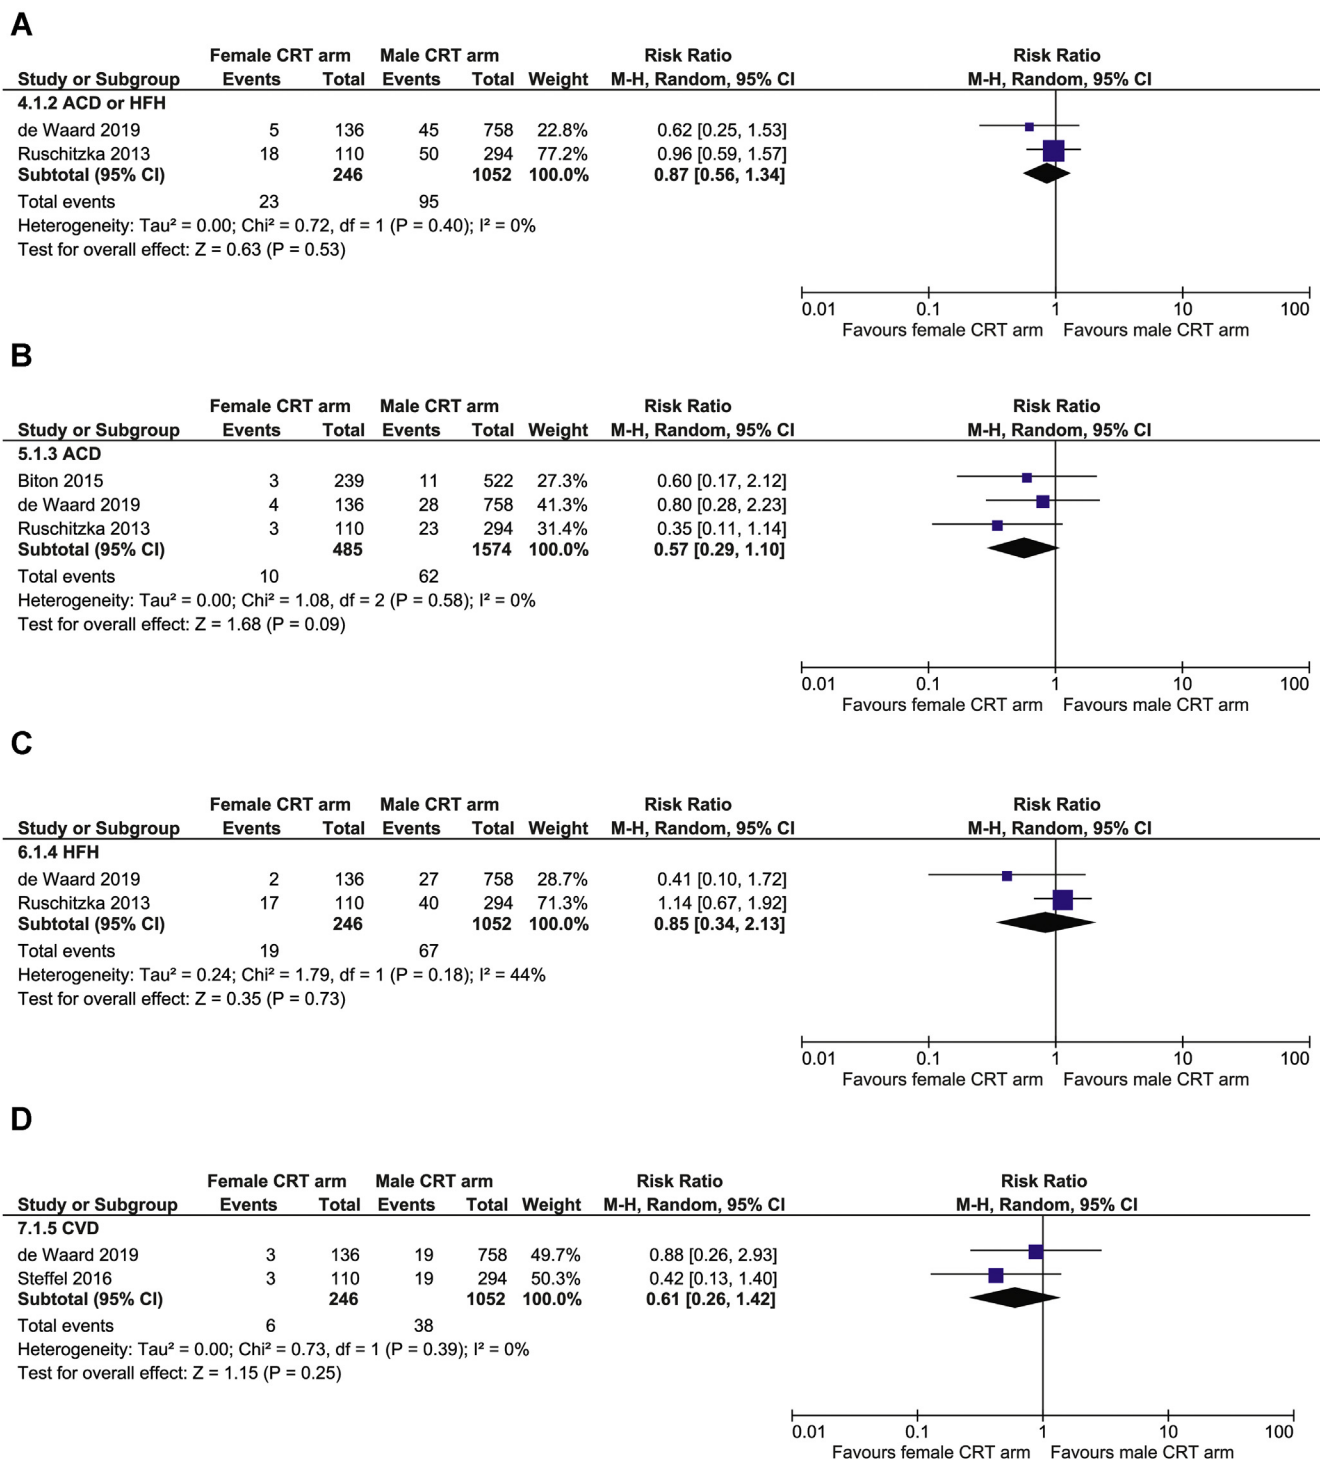 A
Female CRT arm Male CRT arm Risk Ratio Risk Ratio
Study or Subgroup Events Total Events Total Weight M-H, Random, 95% CI M-H, Random, 95% CI
4.1.2 ACD or HFH
de Waard 2019 5 136 45 758 22.8% 0.62 [0.25, 1.53]
Ruschitzka 2013 18 110 50 294 77.2% 0.96 [0.59, 1.57]
Subtotal (95% CI) 246 1052 100.0% 0.87 [0.56, 1.34]
Total events 23 95
Heterogeneity: Tau² = 0.00; Chi² = 0.72, df = 1 (P = 0.40); I² = 0%
Test for overall effect: Z = 0.63 (P = 0.53)
0.01 0.1 1 10 100
Favours female CRT arm Favours male CRT arm
B
Female CRT arm Male CRT arm Risk Ratio Risk Ratio
Study or Subgroup Events Total Events Total Weight M-H, Random, 95% CI M-H, Random, 95% CI
5.1.3 ACD
Biton 2015 3 239 11 522 27.3% 0.60 [0.17, 2.12]
de Waard 2019 4 136 28 758 41.3% 0.80 [0.28, 2.23]
Ruschitzka 2013 3 110 23 294 31.4% 0.35 [0.11, 1.14]
Subtotal (95% CI) 485 1574 100.0% 0.57 [0.29, 1.10]
Total events 10 62
Heterogeneity: Tau² = 0.00; Chi² = 1.08, df = 2 (P = 0.58); I² = 0%
Test for overall effect: Z = 1.68 (P = 0.09)
0.01 0.1 1 10 100
Favours female CRT arm Favours male CRT arm
C
Female CRT arm Male CRT arm Risk Ratio Risk Ratio
Study or Subgroup Events Total Events Total Weight M-H, Random, 95% CI M-H, Random, 95% CI
6.1.4 HFH
de Waard 2019 2 136 27 758 28.7% 0.41 [0.10, 1.72]
Ruschitzka 2013 17 110 40 294 71.3% 1.14 [0.67, 1.92]
Subtotal (95% CI) 246 1052 100.0% 0.85 [0.34, 2.13]
Total events 19 67
Heterogeneity: Tau² = 0.24; Chi² = 1.79, df = 1 (P = 0.18); I² = 44%
Test for overall effect: Z = 0.35 (P = 0.73)
0.01 0.1 1 10 100
Favours female CRT arm Favours male CRT arm
D
Female CRT arm Male CRT arm Risk Ratio Risk Ratio
Study or Subgroup Events Total Events Total Weight M-H, Random, 95% CI M-H, Random, 95% CI
7.1.5 CVD
de Waard 2019 3 136 19 758 49.7% 0.88 [0.26, 2.93]
Steffel 2016 3 110 19 294 50.3% 0.42 [0.13, 1.40]
Subtotal (95% CI) 246 1052 100.0% 0.61 [0.26, 1.42]
Total events 6 38
Heterogeneity: Tau² = 0.00; Chi² = 0.73, df = 1 (P = 0.39); I² = 0%
Test for overall effect: Z = 1.15 (P = 0.25)
0.01 0.1 1 10 100
Favours female CRT arm Favours male CRT arm